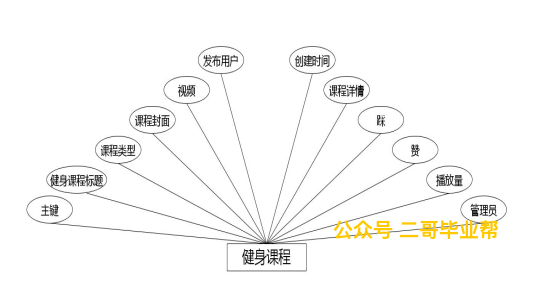 发布用户
创建时间
视频
课程详情
课程封面
踩
课程类型
赞
健身课程标题
播放量
主键
管理员
公众号 二哥毕业帮
健身课程